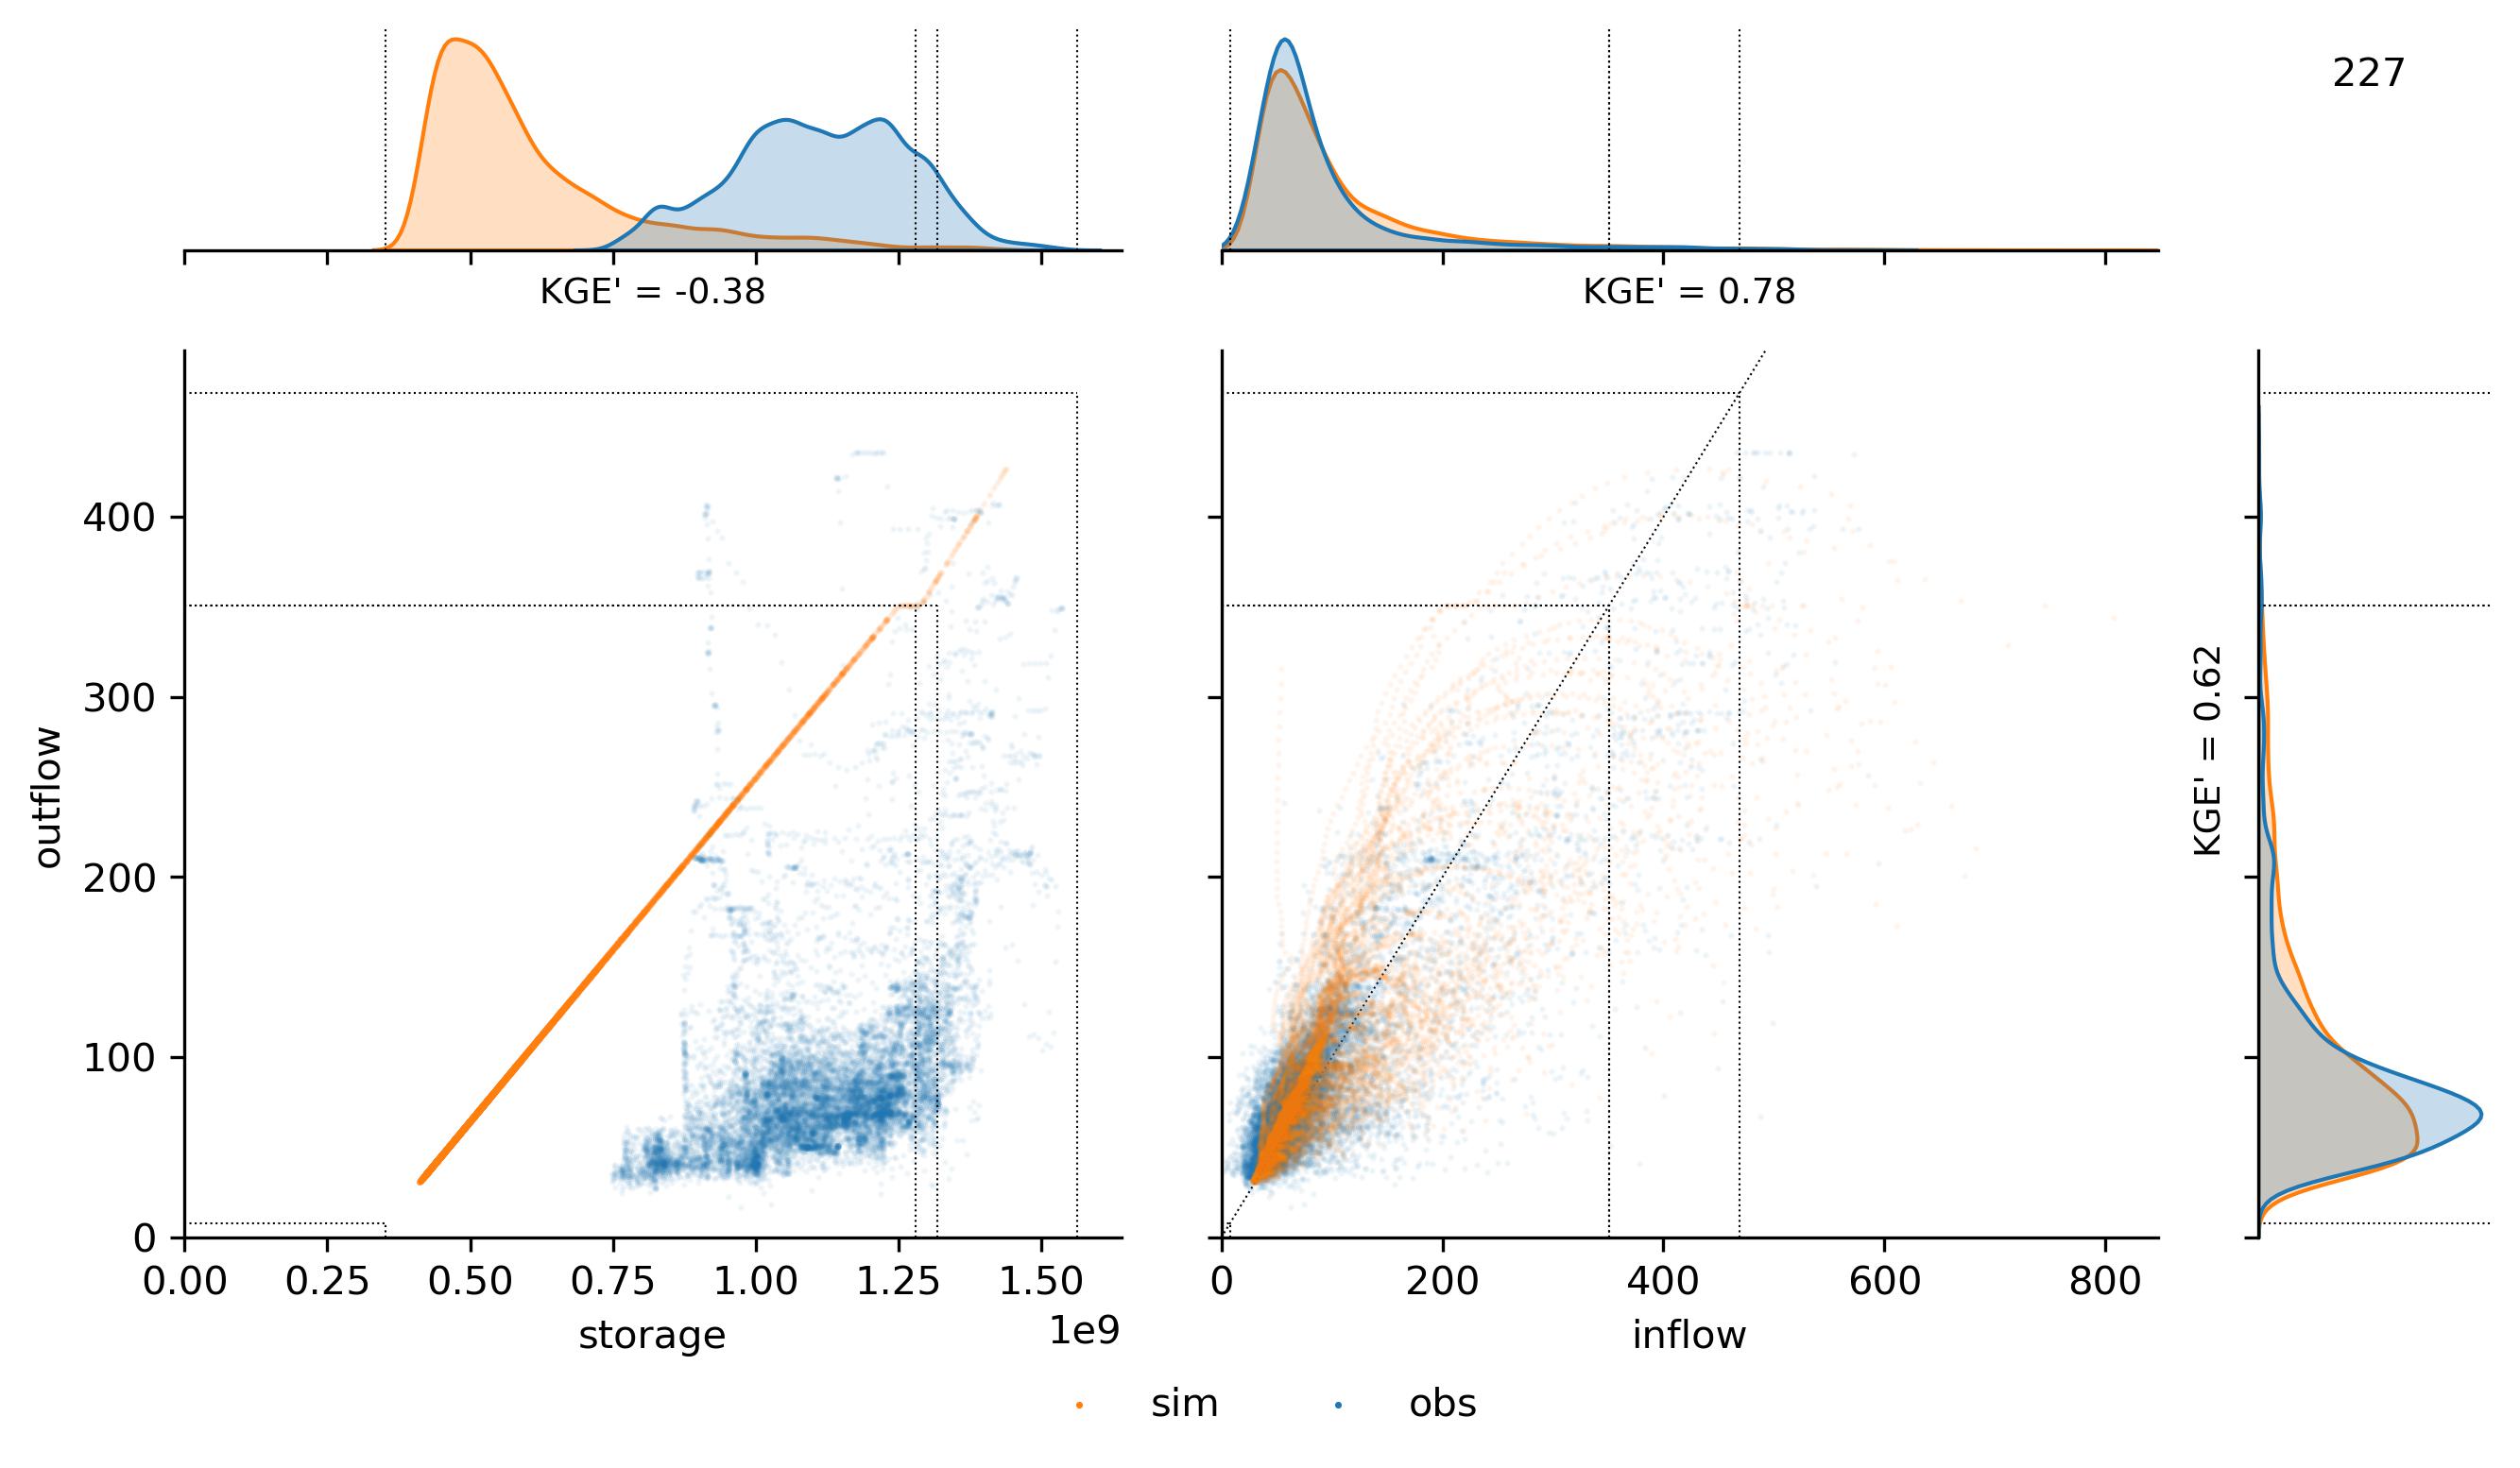 227
KGE' = -0.38
KGE' = 0.78
outflow
400
300
200
100
0
0.00 0.25 0.50 0.75 1.00 1.25 1.50
storage
1e9
0 200 400 600 800
inflow
KGE' = 0.62
sim obs